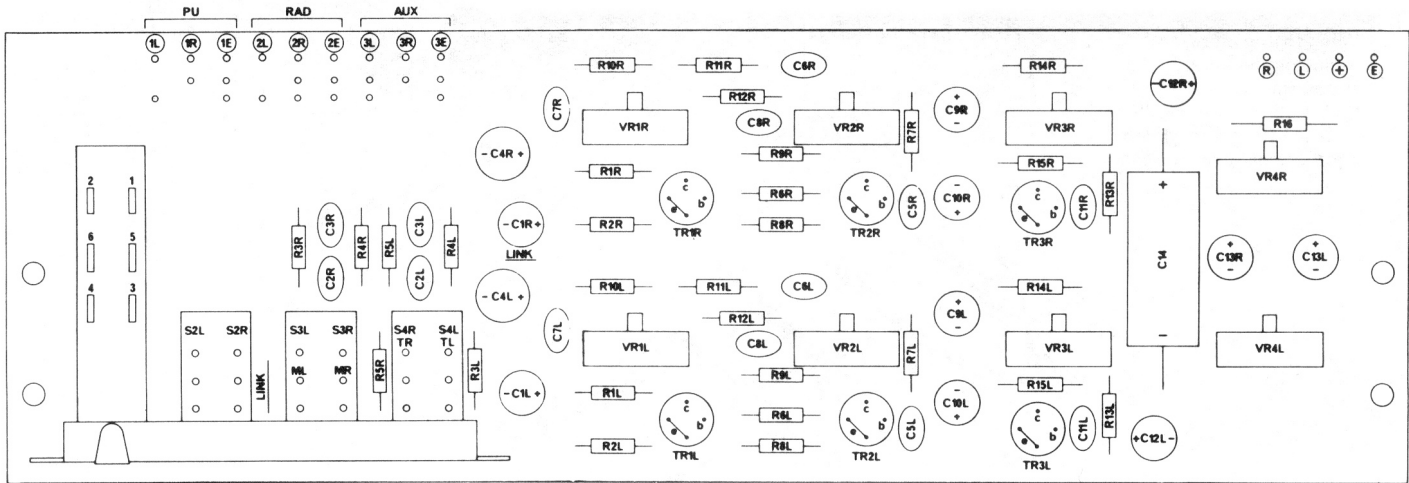 PU RAD AUX
1L 1R 1E 2L 2R 2E 3L 3R 3E
R L + E
R10R R11R C6R R14R
C12R+
C7R R12R
VR1R C8R VR2R R7R + C9R - VR3R R16
- C4R + R9R
R1R R15R VR4R
2 1
R6R
c e b c e b - C10R + c e b R13R +
C5R C11R
- C1R + R2R TR1R R8R TR2R TR3R
LINK
R3R C3R R4R R5L C3L R4L
6 5
C14 + C13R - + C13L -
C2R C2L
4 3
- C4L + R10L R11L C6L R14L
C7L R12L + C9L -
S2L S2R S3L S3R S4R S4L
TR TL
VR1L C8L VR2L R7L VR3L - VR4L
ML MR R5R R3L
LINK
R9L
- C1L + R1L R15L
- C10L +
R6L
c e b c e b c e b R13L
C5L C11L
+C12L-
R2L TR1L R8L TR2L TR3L